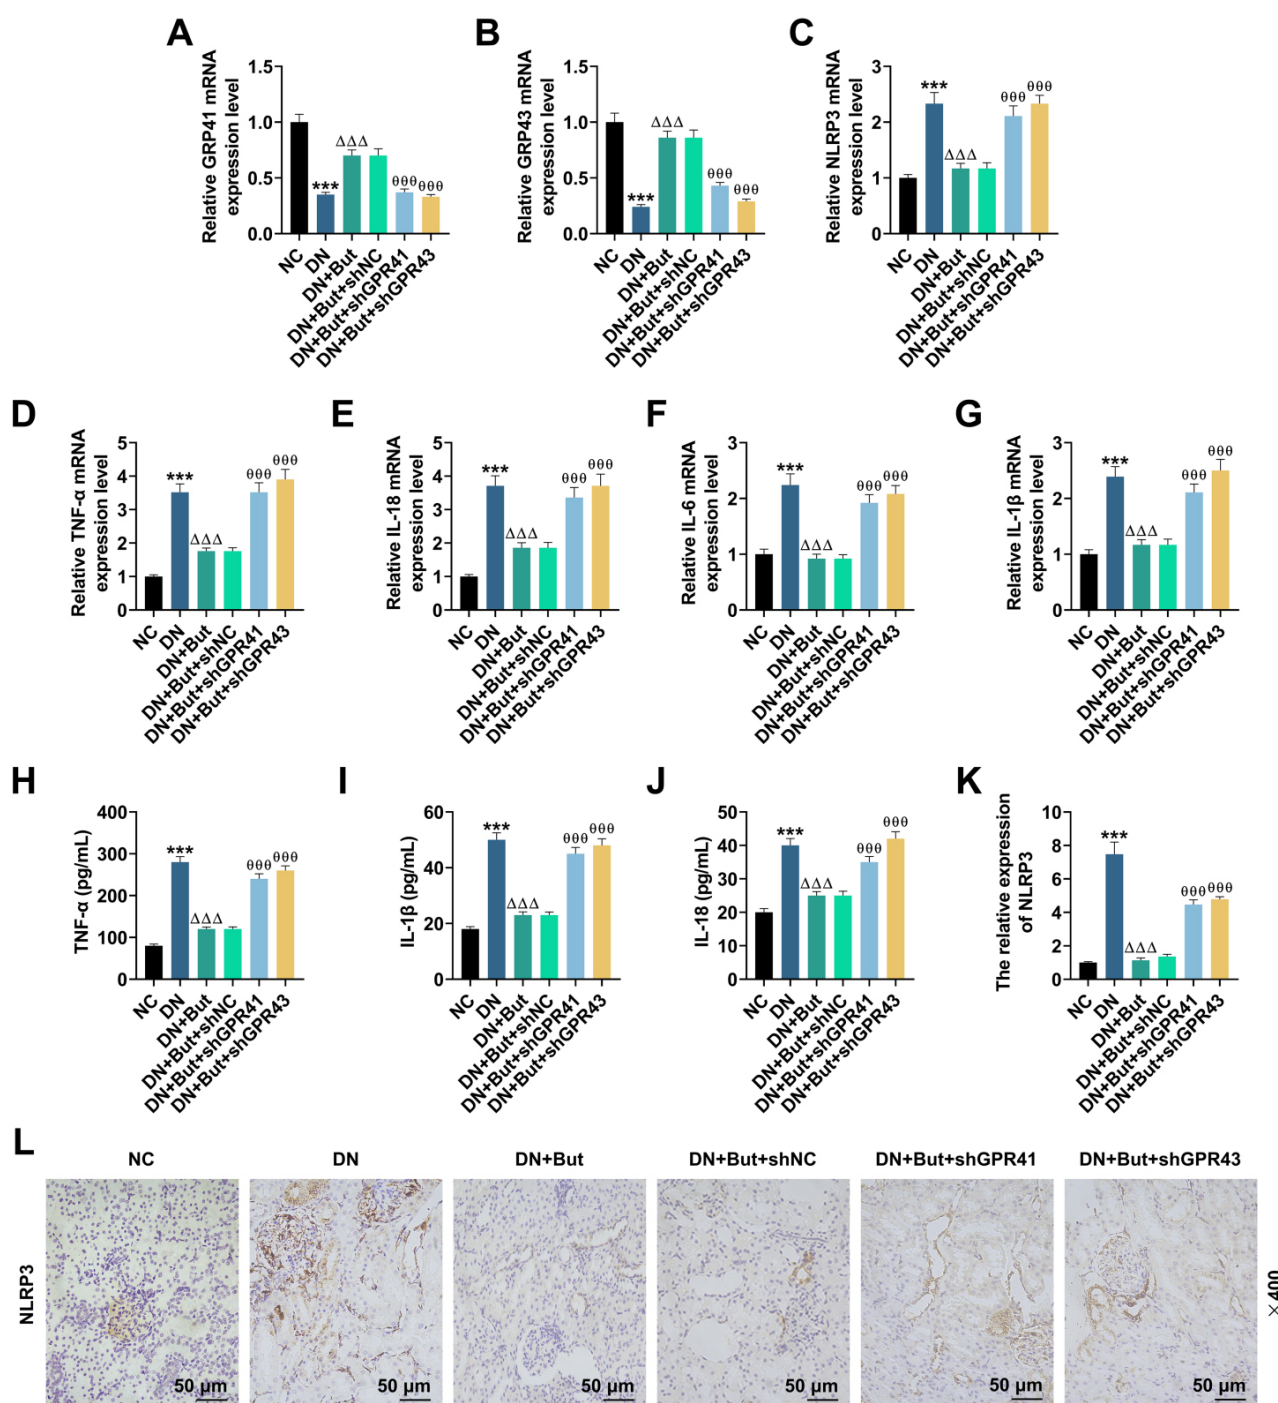 A
Relative GRP41 mRNA
expression level
1.5
1.0
0.5
0.0
***
ΔΔΔ
θθθ
θθθ
NC
DN
DN+But
DN+But+shNC
DN+But+shGPR41
DN+But+shGPR43
B
Relative GRP43 mRNA
expression level
1.5
1.0
0.5
0.0
***
ΔΔΔ
θθθ
θθθ
NC
DN
DN+But
DN+But+shNC
DN+But+shGPR41
DN+But+shGPR43
C
Relative NLRP3 mRNA
expression level
3
2
1
0
***
ΔΔΔ
θθθ
θθθ
NC
DN
DN+But
DN+But+shNC
DN+But+shGPR41
DN+But+shGPR43
D
Relative TNF-α mRNA
expression level
5
4
3
2
1
0
***
ΔΔΔ
θθθ
θθθ
NC
DN
DN+But
DN+But+shNC
DN+But+shGPR41
DN+But+shGPR43
E
Relative IL-18 mRNA
expression level
5
4
3
2
1
0
***
ΔΔΔ
θθθ
θθθ
NC
DN
DN+But
DN+But+shNC
DN+But+shGPR41
DN+But+shGPR43
F
Relative IL-6 mRNA
expression level
3
2
1
0
***
ΔΔΔ
θθθ
θθθ
NC
DN
DN+But
DN+But+shNC
DN+But+shGPR41
DN+But+shGPR43
G
Relative IL-1β mRNA
expression level
3
2
1
0
***
ΔΔΔ
θθθ
θθθ
NC
DN
DN+But
DN+But+shNC
DN+But+shGPR41
DN+But+shGPR43
H
TNF-α (pg/mL)
400
300
200
100
0
***
ΔΔΔ
θθθ
θθθ
NC
DN
DN+But
DN+But+shNC
DN+But+shGPR41
DN+But+shGPR43
I
IL-1β (pg/mL)
60
40
20
0
***
ΔΔΔ
θθθ
θθθ
NC
DN
DN+But
DN+But+shNC
DN+But+shGPR41
DN+But+shGPR43
J
IL-18 (pg/mL)
50
40
30
20
10
0
***
ΔΔΔ
θθθ
θθθ
NC
DN
DN+But
DN+But+shNC
DN+But+shGPR41
DN+But+shGPR43
K
The relative expression
of NLRP3
10
8
6
4
2
0
***
ΔΔΔ
θθθ
θθθ
NC
DN
DN+But
DN+But+shNC
DN+But+shGPR41
DN+But+shGPR43
L
NC
DN
DN+But
DN+But+shNC
DN+But+shGPR41
DN+But+shGPR43
NLRP3
50 µm
50 µm
50 µm
50 µm
50 µm
50 µm
×400